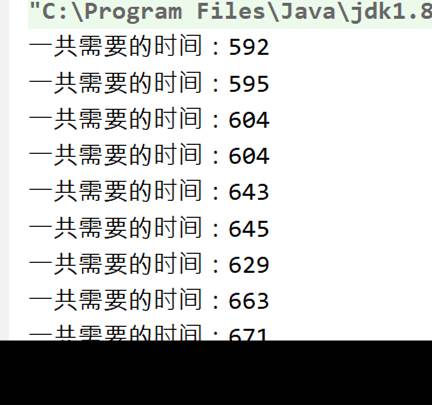 "C:\Program Files\Java\jdk1.8
一共需要的时间：592
一共需要的时间：595
一共需要的时间：604
一共需要的时间：604
一共需要的时间：643
一共需要的时间：645
一共需要的时间：629
一共需要的时间：663
一共需要的时间：671